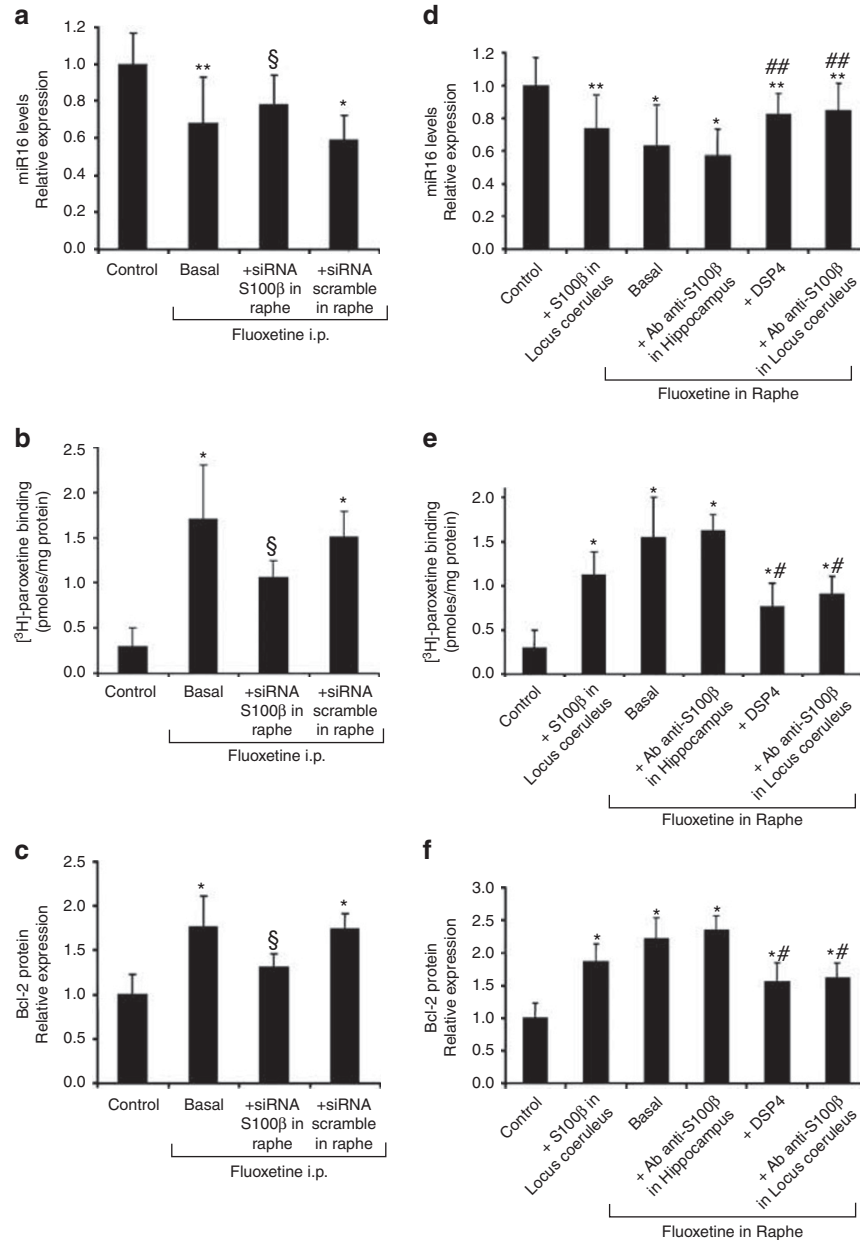 a
miR16 levels
Relative expression
1.2
1.0
0.8
0.6
0.4
0.2
0.0
**
§
*
Control
Basal
+siRNA
S100β in
raphe
+siRNA
scramble
in raphe
Fluoxetine i.p.
b
[³H]-paroxetine binding
(pmoles/mg protein)
2.5
2.0
1.5
1.0
0.5
0.0
*
§
*
Control
Basal
+siRNA
S100β in
raphe
+siRNA
scramble
in raphe
Fluoxetine i.p.
c
Bcl-2 protein
Relative expression
2.5
2.0
1.5
1.0
0.5
0.0
*
§
*
Control
Basal
+siRNA
S100β in
raphe
+siRNA
scramble
in raphe
Fluoxetine i.p.
d
miR16 levels
Relative expression
1.2
1.0
0.8
0.6
0.4
0.2
0.0
**
*
*
##
**
##
**
Control
+ S100β in
Locus coeruleus
Basal
+ Ab anti-S100β
in Hippocampus
+ DSP4
+ Ab anti-S100β
in Locus coeruleus
Fluoxetine in Raphe
e
[³H]-paroxetine binding
(pmoles/mg protein)
2.0
1.5
1.0
0.5
0.0
*
*
*
*#
*#
Control
+ S100β in
Locus coeruleus
Basal
+ Ab anti-S100β
in Hippocampus
+ DSP4
+ Ab anti-S100β
in Locus coeruleus
Fluoxetine in Raphe
f
Bcl-2 protein
Relative expression
3.0
2.5
2.0
1.5
1.0
0.5
0.0
*
*
*
*#
*#
Control
+ S100β in
Locus coeruleus
Basal
+ Ab anti-S100β
in Hippocampus
+ DSP4
+ Ab anti-S100β
in Locus coeruleus
Fluoxetine in Raphe